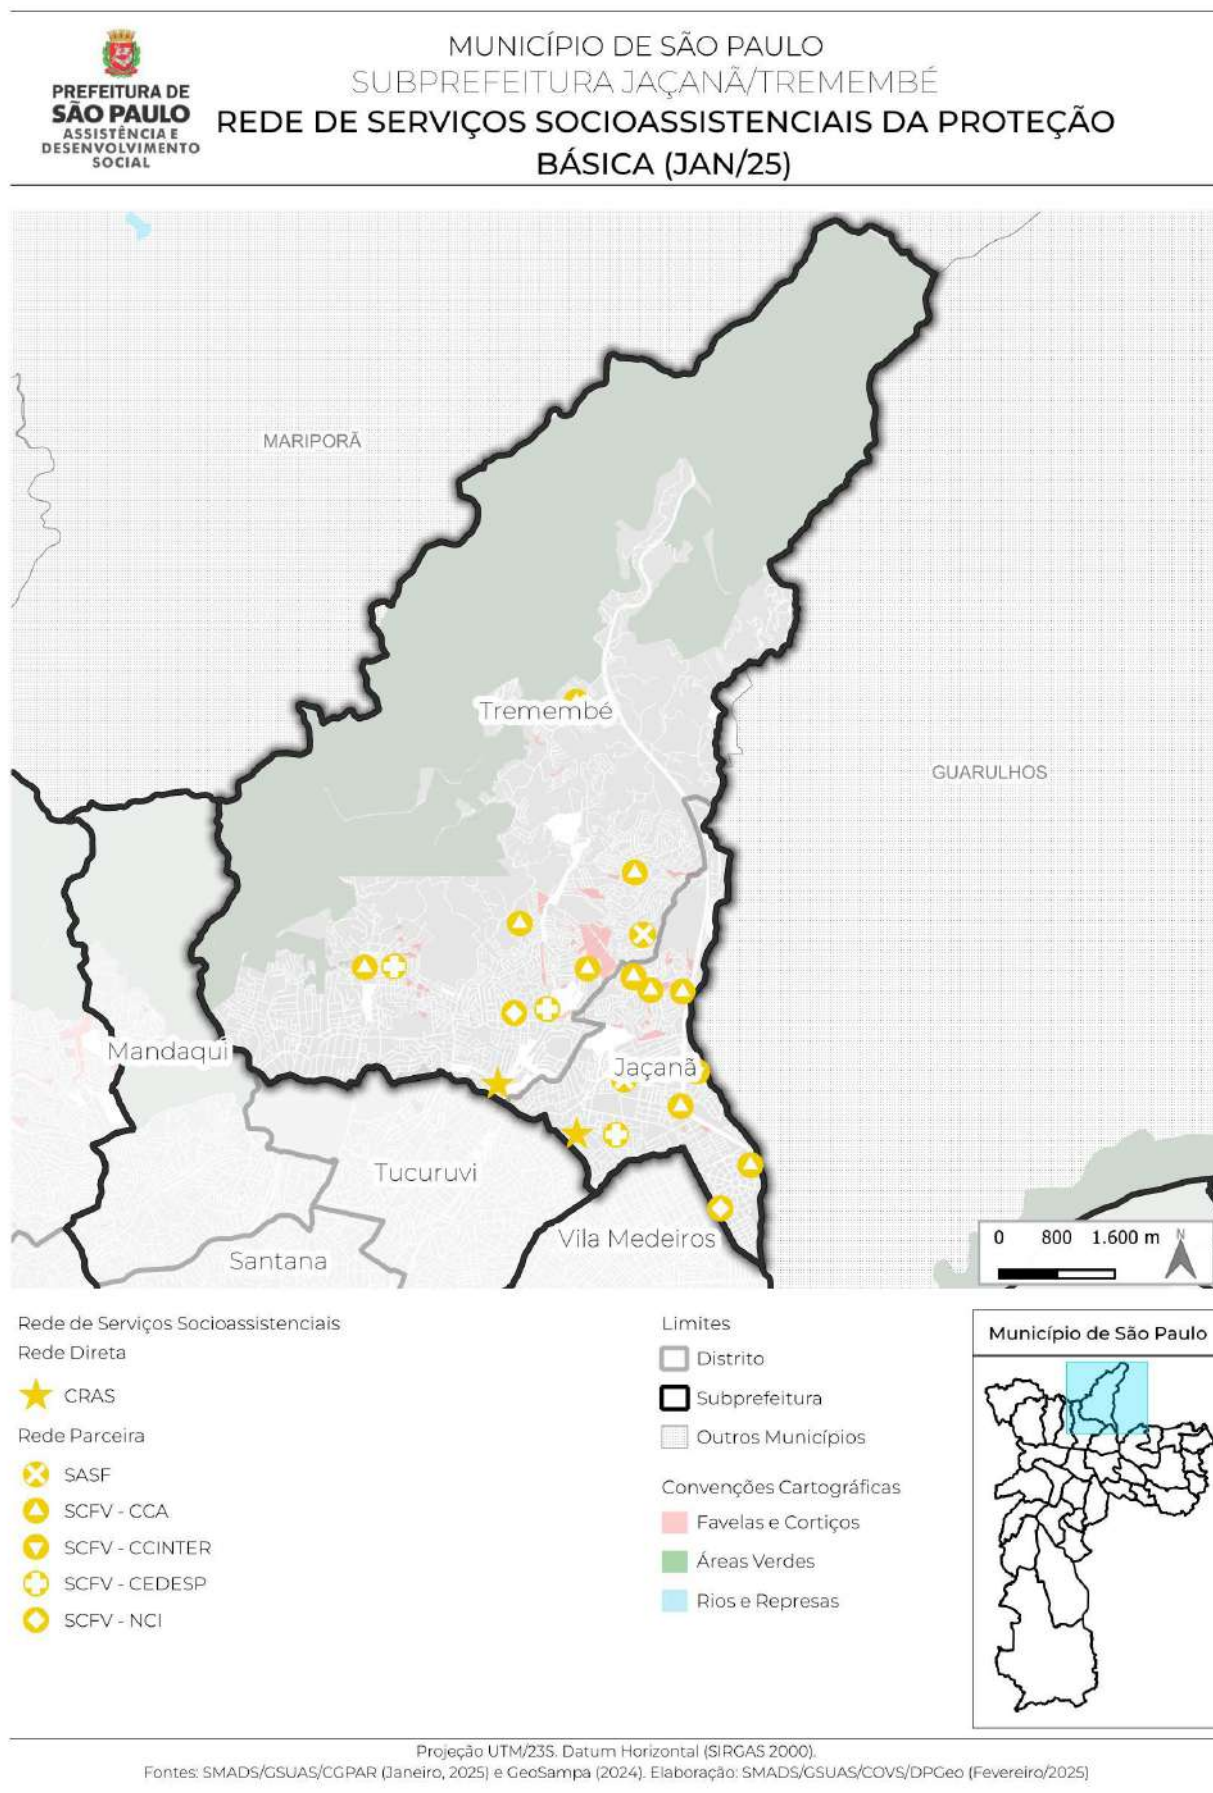 PREFEITURA DE
SÃO PAULO
ASSISTÊNCIA E
DESENVOLVIMENTO
SOCIAL
MUNICÍPIO DE SÃO PAULO
SUBPREFEITURA JAÇANÃ/TREMEMBÉ
REDE DE SERVIÇOS SOCIOASSISTENCIAIS DA PROTEÇÃO
BÁSICA (JAN/25)
MARIPORÃ
Tremembé
GUARULHOS
Mandaqui
Jaçanã
Tucuruvi
Vila Medeiros
Santana
0 800 1.600 m
N
Rede de Serviços Socioassistenciais
Rede Direta
CRAS
Rede Parceira
SASF
SCFV - CCA
SCFV - CCINTER
SCFV - CEDESP
SCFV - NCI
Limites
Distrito
Subprefeitura
Outros Municípios
Convenções Cartográficas
Favelas e Cortiços
Áreas Verdes
Rios e Represas
Município de São Paulo
Projeção UTM/23S. Datum Horizontal (SIRGAS 2000).
Fontes: SMADS/GSUAS/CGPAR (Janeiro, 2025) e GeoSampa (2024). Elaboração: SMADS/GSUAS/COVS/DPGeo (Fevereiro/2025)